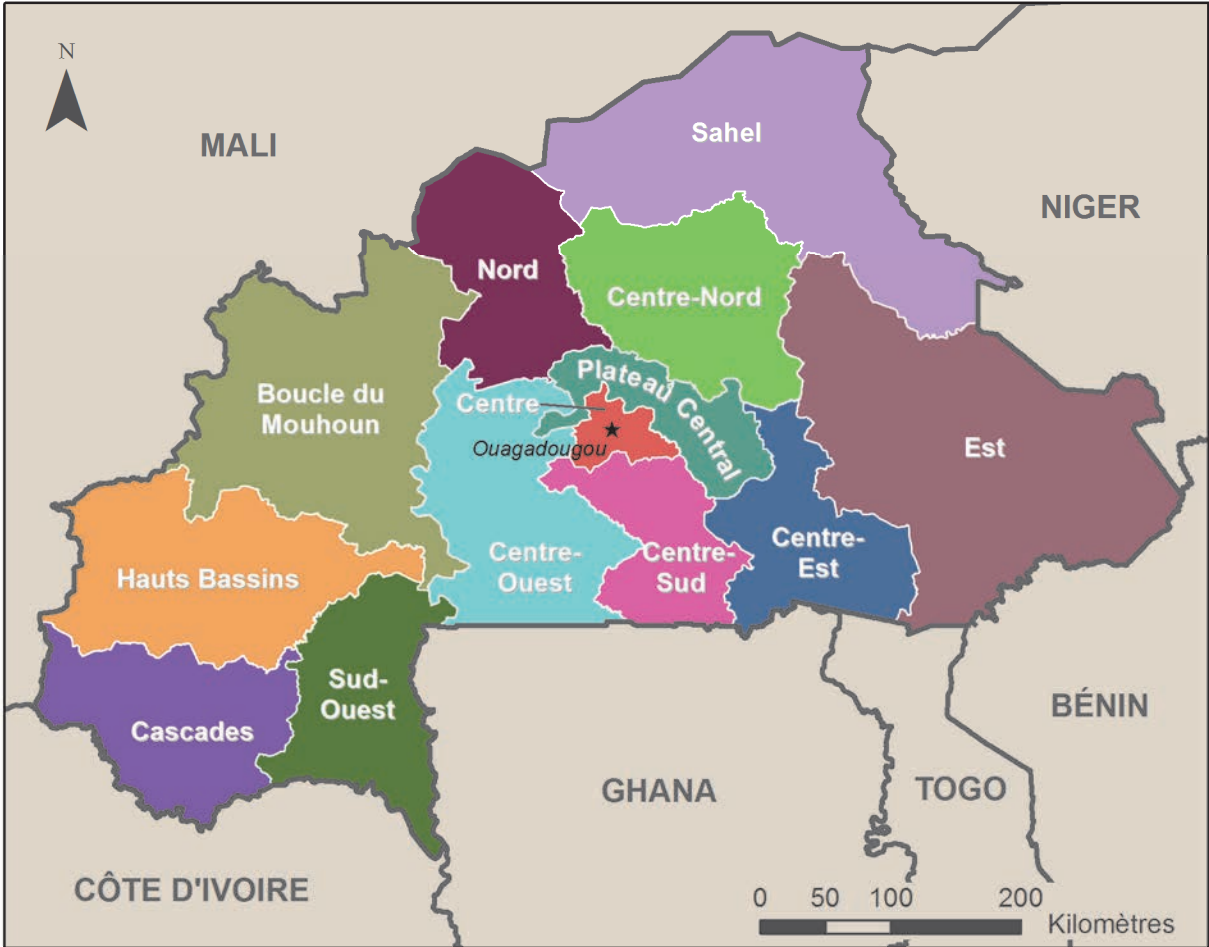 N
MALI
Sahel
NIGER
Nord
Centre-Nord
Boucle du
Mouhoun
Centre
Plateau Central
Ouagadougou
Est
Hauts Bassins
Centre-
Ouest
Centre-
Sud
Centre-
Est
Sud-
Ouest
Cascades
BÉNIN
GHANA
TOGO
CÔTE D'IVOIRE
0 50 100 200
Kilomètres